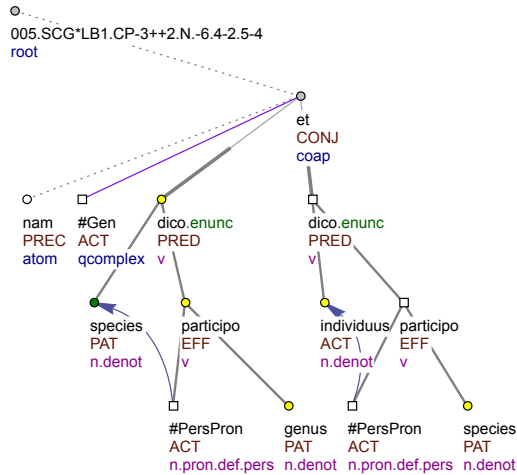 005.SCG*LB1.CP-3++2.N.-6.4-2.5-4
root
et
CONJ
coap
nam
PREC
atom
#Gen
ACT
qcomplex
dico.enunc
PRED
v
dico.enunc
PRED
v
species
PAT
n.denot
participo
EFF
v
individuus
ACT
n.denot
participo
EFF
v
#PersPron
ACT
n.pron.def.pers
genus
PAT
n.denot
#PersPron
ACT
n.pron.def.pers
species
PAT
n.denot